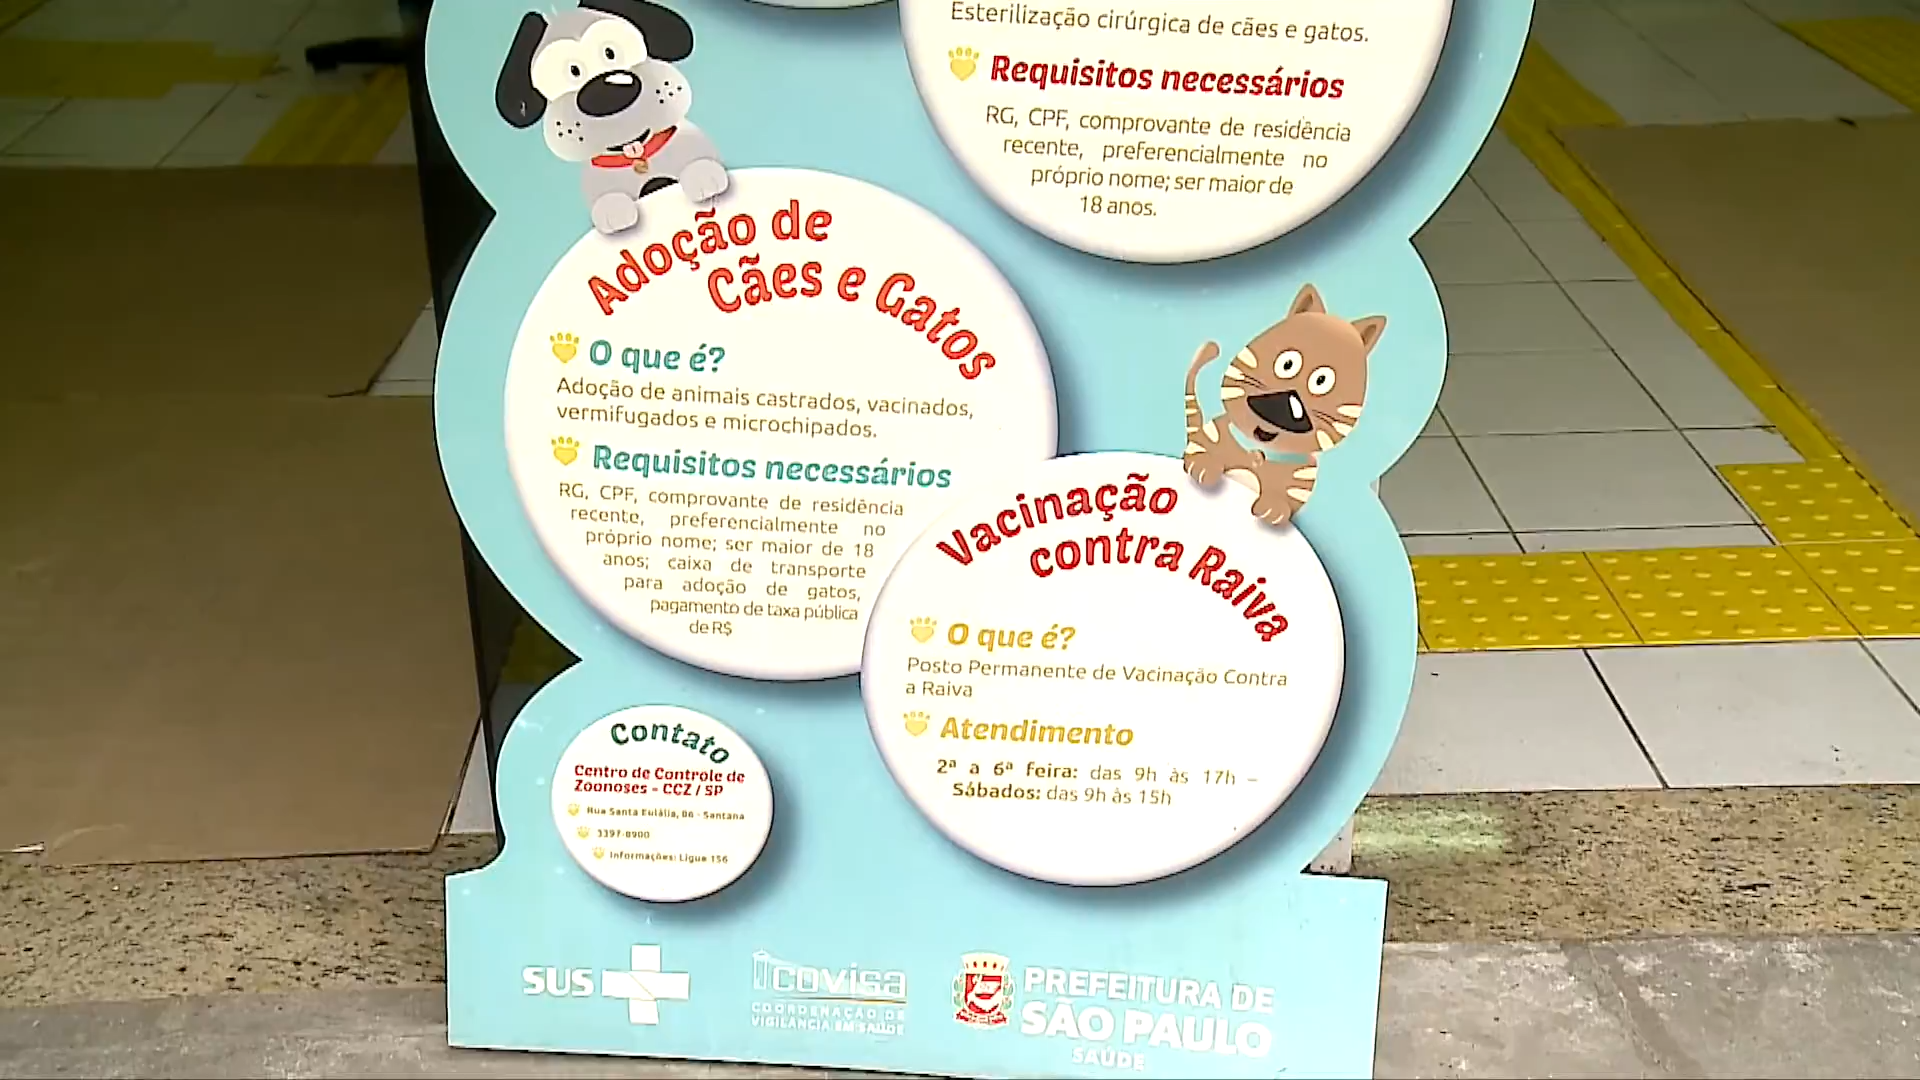 Esterilização cirúrgica de cães e gatos.
Requisitos necessários
RG, CPF, comprovante de residência
recente, preferencialmente no
próprio nome; ser maior de
18 anos.
Adoção de
Cães e Gatos
O que é?
Adoção de animais castrados, vacinados,
vermifugados e microchipados.
Requisitos necessários
RG, CPF, comprovante de residência
recente, preferencialmente no
próprio nome; ser maior de 18
anos; caixa de transporte
para adoção de gatos,
pagamento de taxa pública
de R$
Vacinação
contra Raiva
O que é?
Posto Permanente de Vacinação Contra
a Raiva
Atendimento
2ª a 6ª feira: das 9h às 17h –
Sábados: das 9h às 15h
Contato
Centro de Controle de
Zoonoses - CCZ / SP
Rua Santa Eulália, 86 - Santana
3397-8900
Informações: Ligue 156
SUS
covisa
COORDENAÇÃO DE
VIGILÂNCIA EM SAÚDE
PREFEITURA DE
SÃO PAULO
SAÚDE